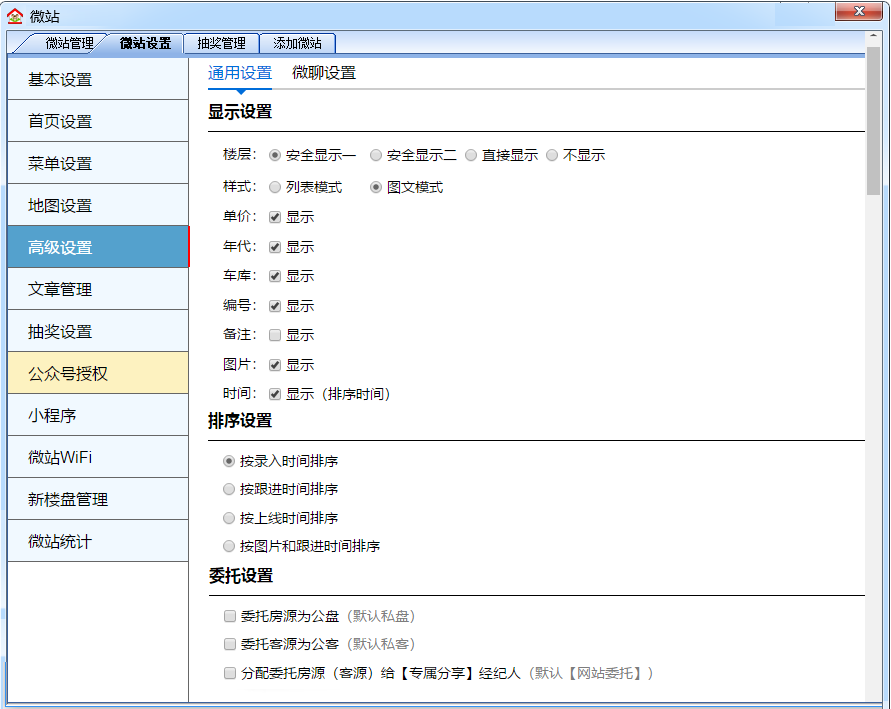 微站
微站管理 微站设置 抽奖管理 添加微站
基本设置
首页设置
菜单设置
地图设置
高级设置
文章管理
抽奖设置
公众号授权
小程序
微站WiFi
新楼盘管理
微站统计
通用设置 微聊设置
显示设置
楼层: 安全显示一 安全显示二 直接显示 不显示
样式: 列表模式 图文模式
单价: 显示
年代: 显示
车库: 显示
编号: 显示
备注: 显示
图片: 显示
时间: 显示（排序时间）
排序设置
按录入时间排序
按跟进时间排序
按上线时间排序
按图片和跟进时间排序
委托设置
委托房源为公盘（默认私盘）
委托客源为公客（默认私客）
分配委托房源（客源）给【专属分享】经纪人（默认【网站委托】）